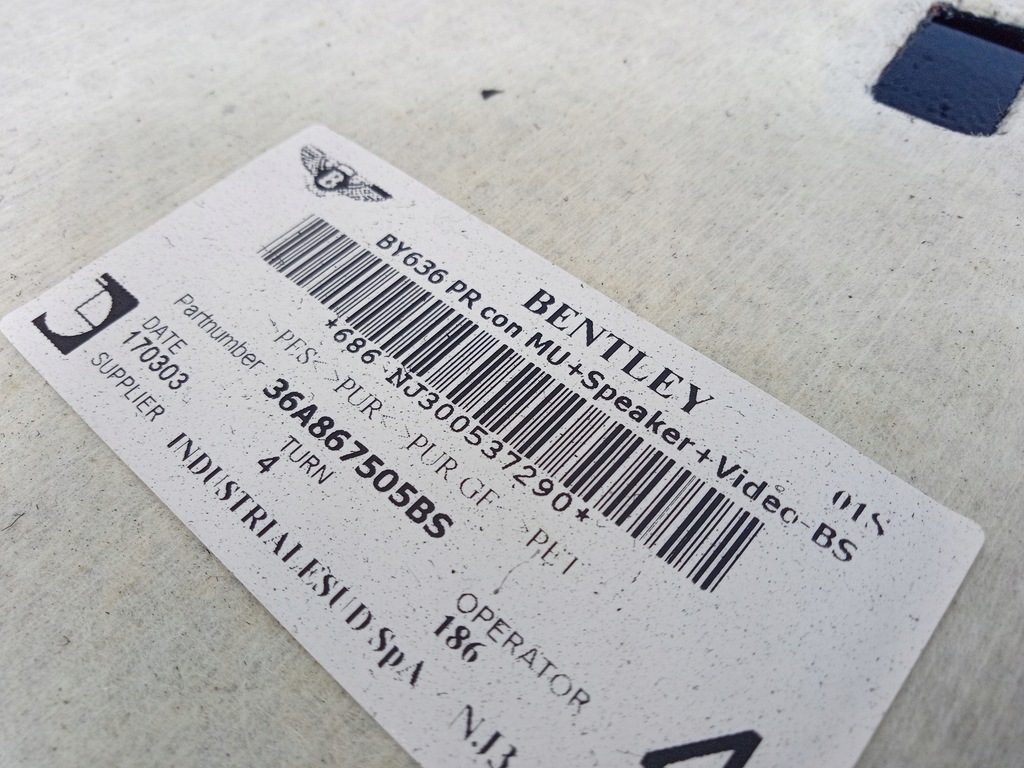 BENTLEY
01S
BY636 PR con MU+Speaker+Video-BS
*686 NJ300537290*
>PES< >PUR< >PUR GF PET
Partnumber
36A867505BS
DATE
170303
TURN
4
OPERATOR
186
SUPPLIER
INDUSTRIALESUD SpA
NJ3
B